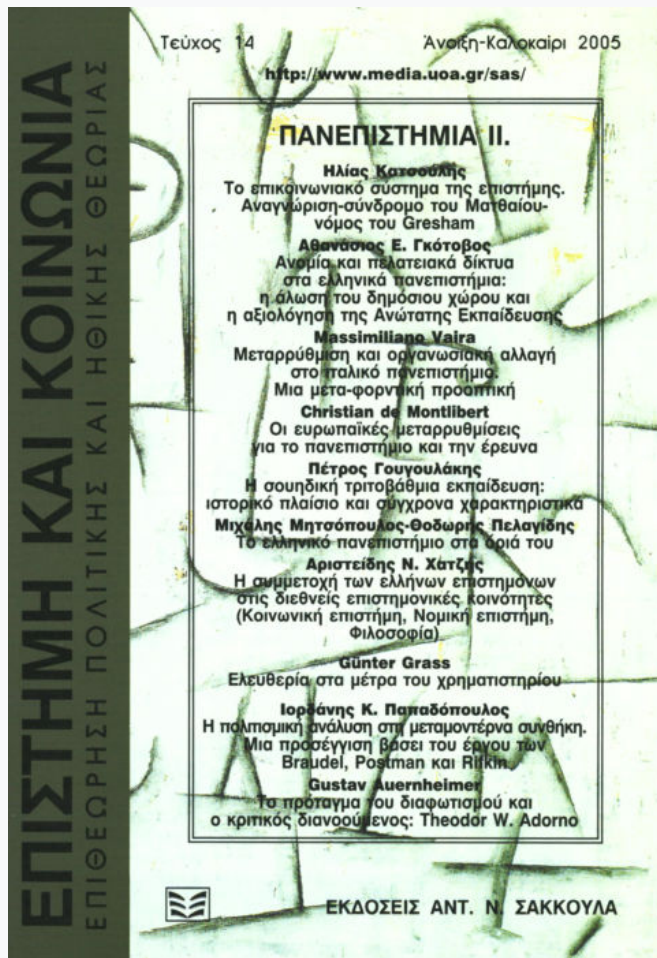 ΕΠΙΣΤΗΜΗ ΚΑΙ ΚΟΙΝΩΝΙΑ
ΕΠΙΘΕΩΡΗΣΗ ΠΟΛΙΤΙΚΗΣ ΚΑΙ ΗΘΙΚΗΣ ΘΕΩΡΙΑΣ
Τεύχος 14 Άνοιξη-Καλοκαίρι 2005
http://www.media.uoa.gr/sas/
ΠΑΝΕΠΙΣΤΗΜΙΑ ΙΙ.
Ηλίας Κατσούλης
Το επικοινωνιακό σύστημα της επιστήμης.
Αναγνώριση-σύνδρομο του Ματθαίου-
νόμος του Gresham
Αθανάσιος Ε. Γκότοβος
Ανομία και πελατειακά δίκτυα
στα ελληνικά πανεπιστήμια:
η άλωση του δημόσιου χώρου και
η αξιολόγηση της Ανώτατης Εκπαίδευσης
Massimiliano Vaira
Μεταρρύθμιση και οργανωσιακή αλλαγή
στο ιταλικό πανεπιστήμιο.
Μια μετα-φορντική προοπτική
Christian de Montlibert
Οι ευρωπαϊκές μεταρρυθμίσεις
για το πανεπιστήμιο και την έρευνα
Πέτρος Γουγουλάκης
Η σουηδική τριτοβάθμια εκπαίδευση:
ιστορικό πλαίσιο και σύγχρονα χαρακτηριστικά
Μιχάλης Μητσόπουλος-Θοδωρής Πελαγίδης
Το ελληνικό πανεπιστήμιο στα όριά του
Αριστείδης Ν. Χατζής
Η συμμετοχή των ελλήνων επιστημόνων
στις διεθνείς επιστημονικές κοινότητες
(Κοινωνική επιστήμη, Νομική επιστήμη,
Φιλοσοφία)
Günter Grass
Ελευθερία στα μέτρα του χρηματιστηρίου
Ιορδάνης Κ. Παπαδόπουλος
Η πολιτισμική ανάλυση στη μεταμοντέρνα συνθήκη.
Μια προσέγγιση βάσει του έργου των
Braudel, Postman και Rifkin
Gustav Auernheimer
Το πρόταγμα του διαφωτισμού και
ο κριτικός διανοούμενος: Theodor W. Adorno
ΕΚΔΟΣΕΙΣ ΑΝΤ. Ν. ΣΑΚΚΟΥΛΑ